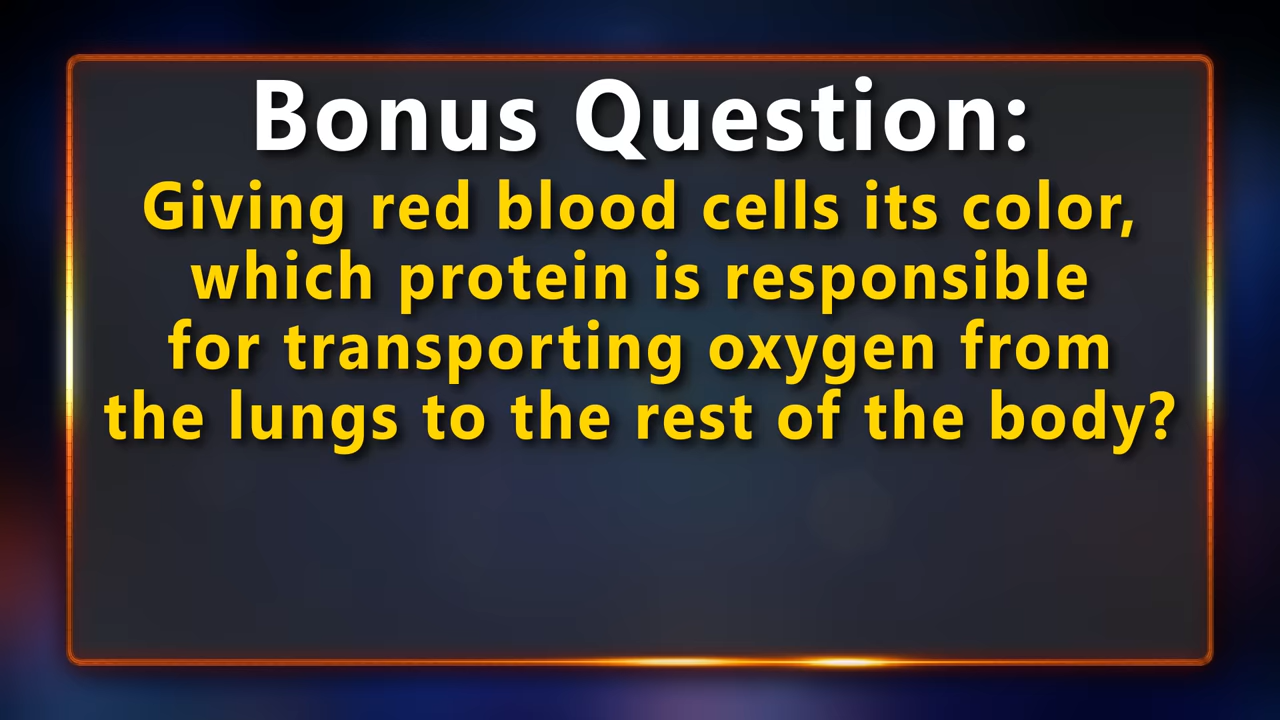 Bonus Question:
Giving red blood cells its color,
which protein is responsible
for transporting oxygen from
the lungs to the rest of the body?